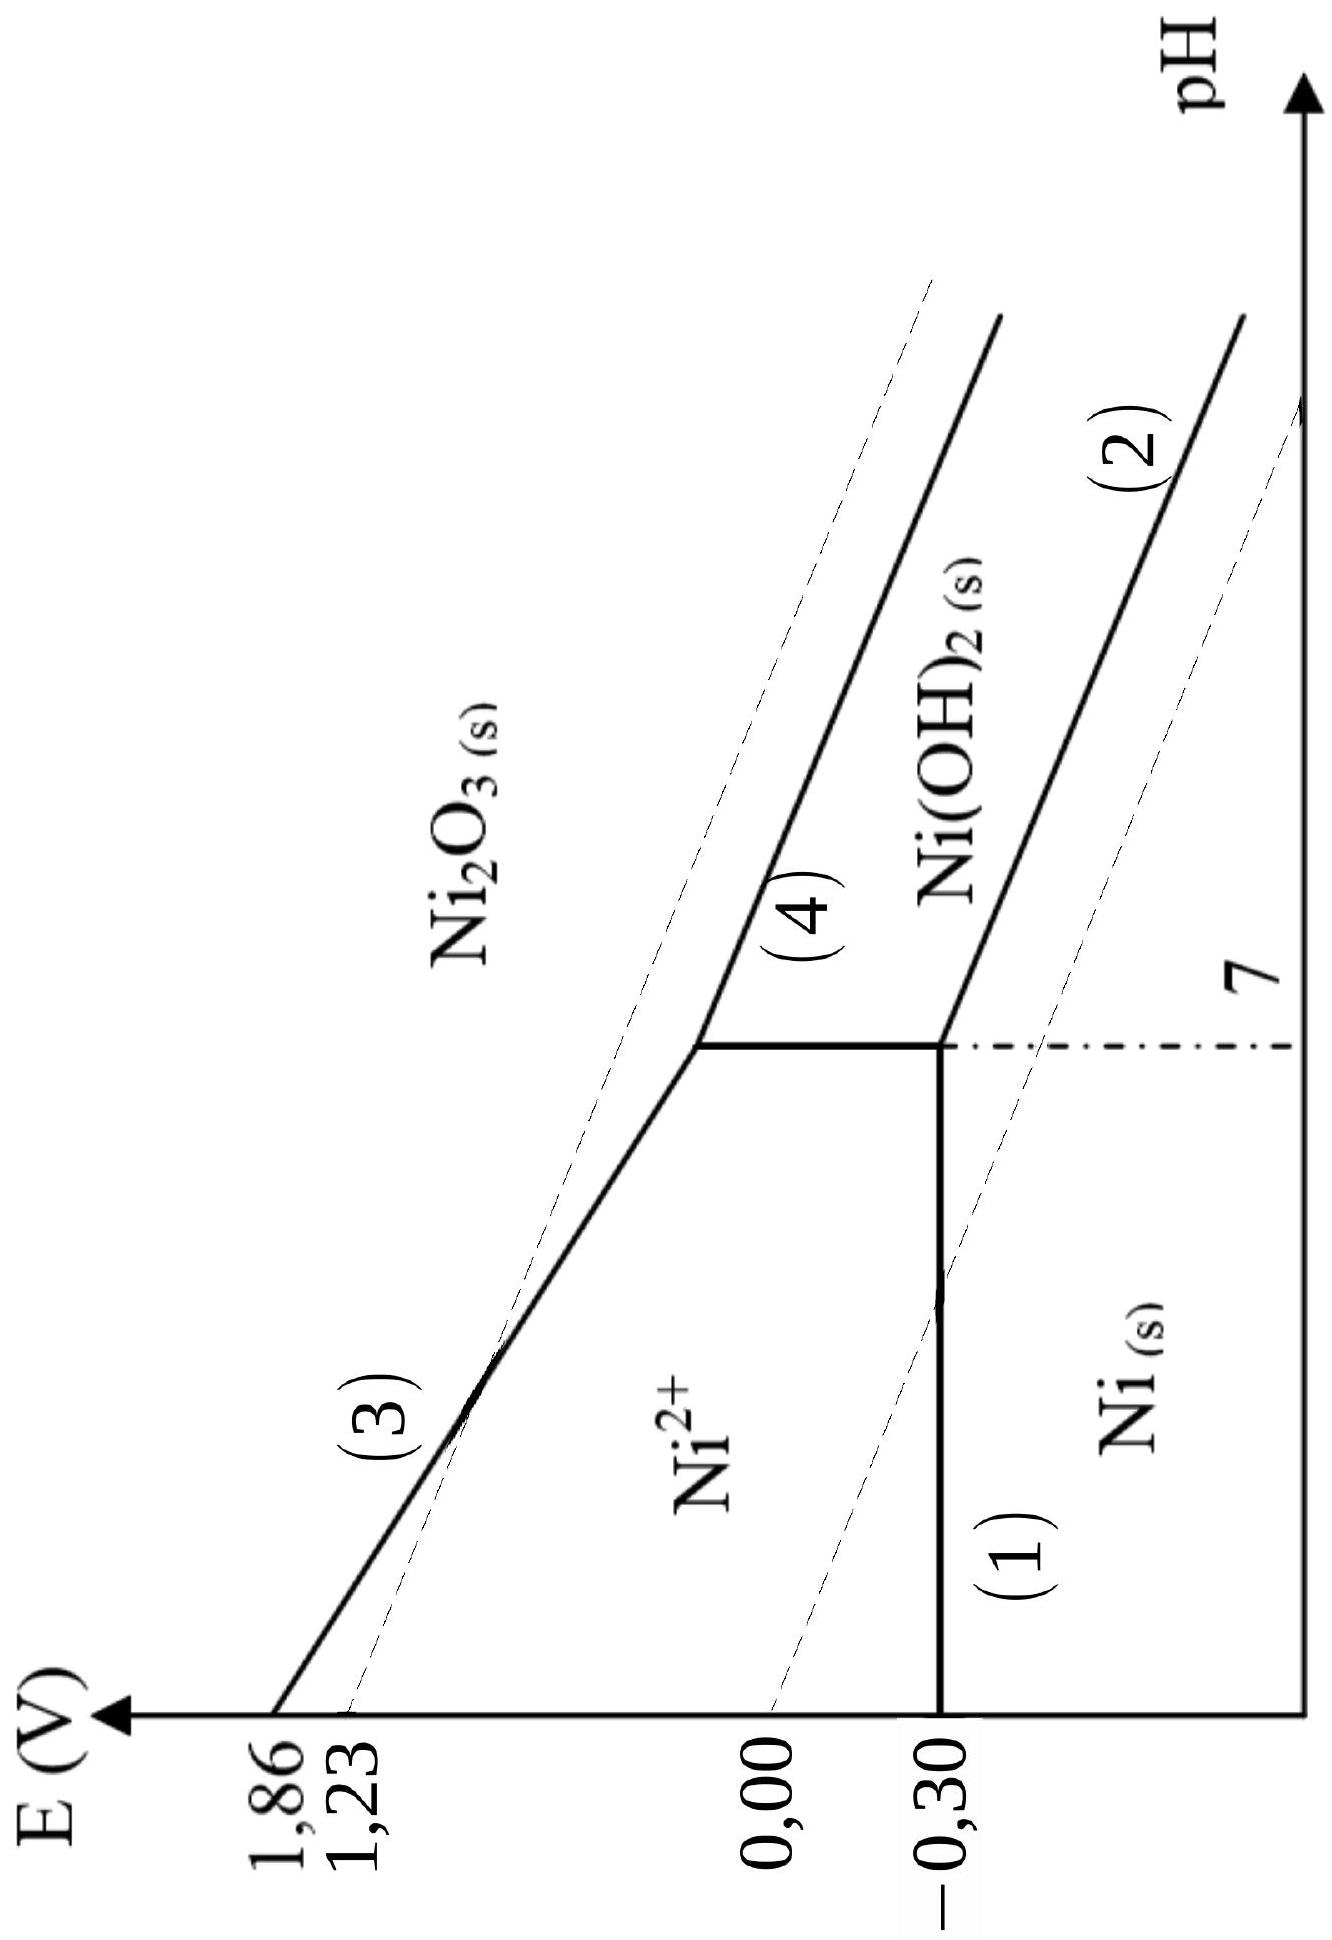 E (V)
1,86
1,23
0,00
−0,30
(3)
Ni₂O₃ (s)
Ni²⁺
(4)
Ni(OH)₂ (s)
(1)
Ni (s)
(2)
7
pH